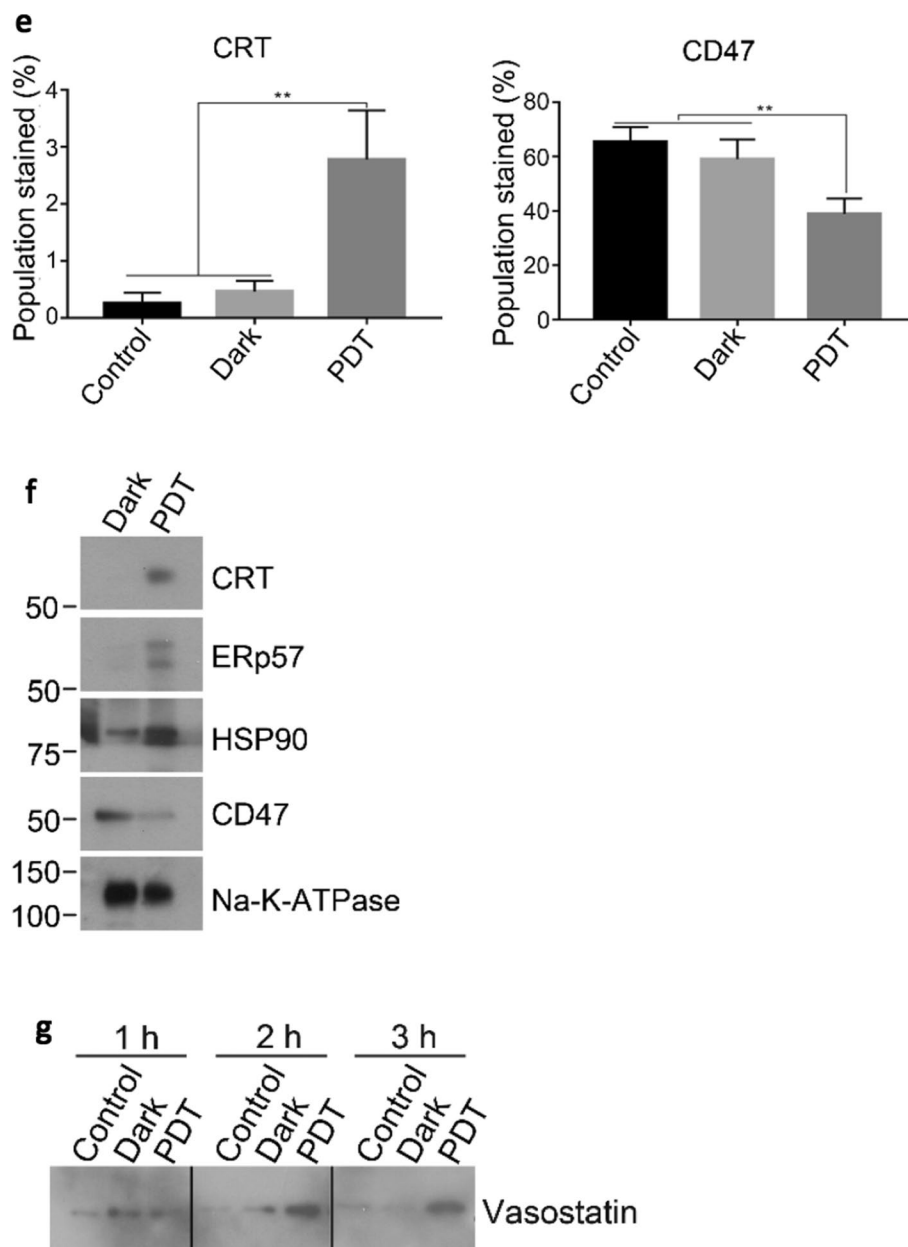 e
CRT
Population stained (%)
4
3
2
1
0
**
Control
Dark
PDT
CD47
Population stained (%)
80
60
40
20
0
**
Control
Dark
PDT
f
Dark PDT
CRT
50
ERp57
50
HSP90
75
CD47
50
150
Na-K-ATPase
100
g
1 h 2 h 3 h
Control Dark PDT Control Dark PDT Control Dark PDT
Vasostatin